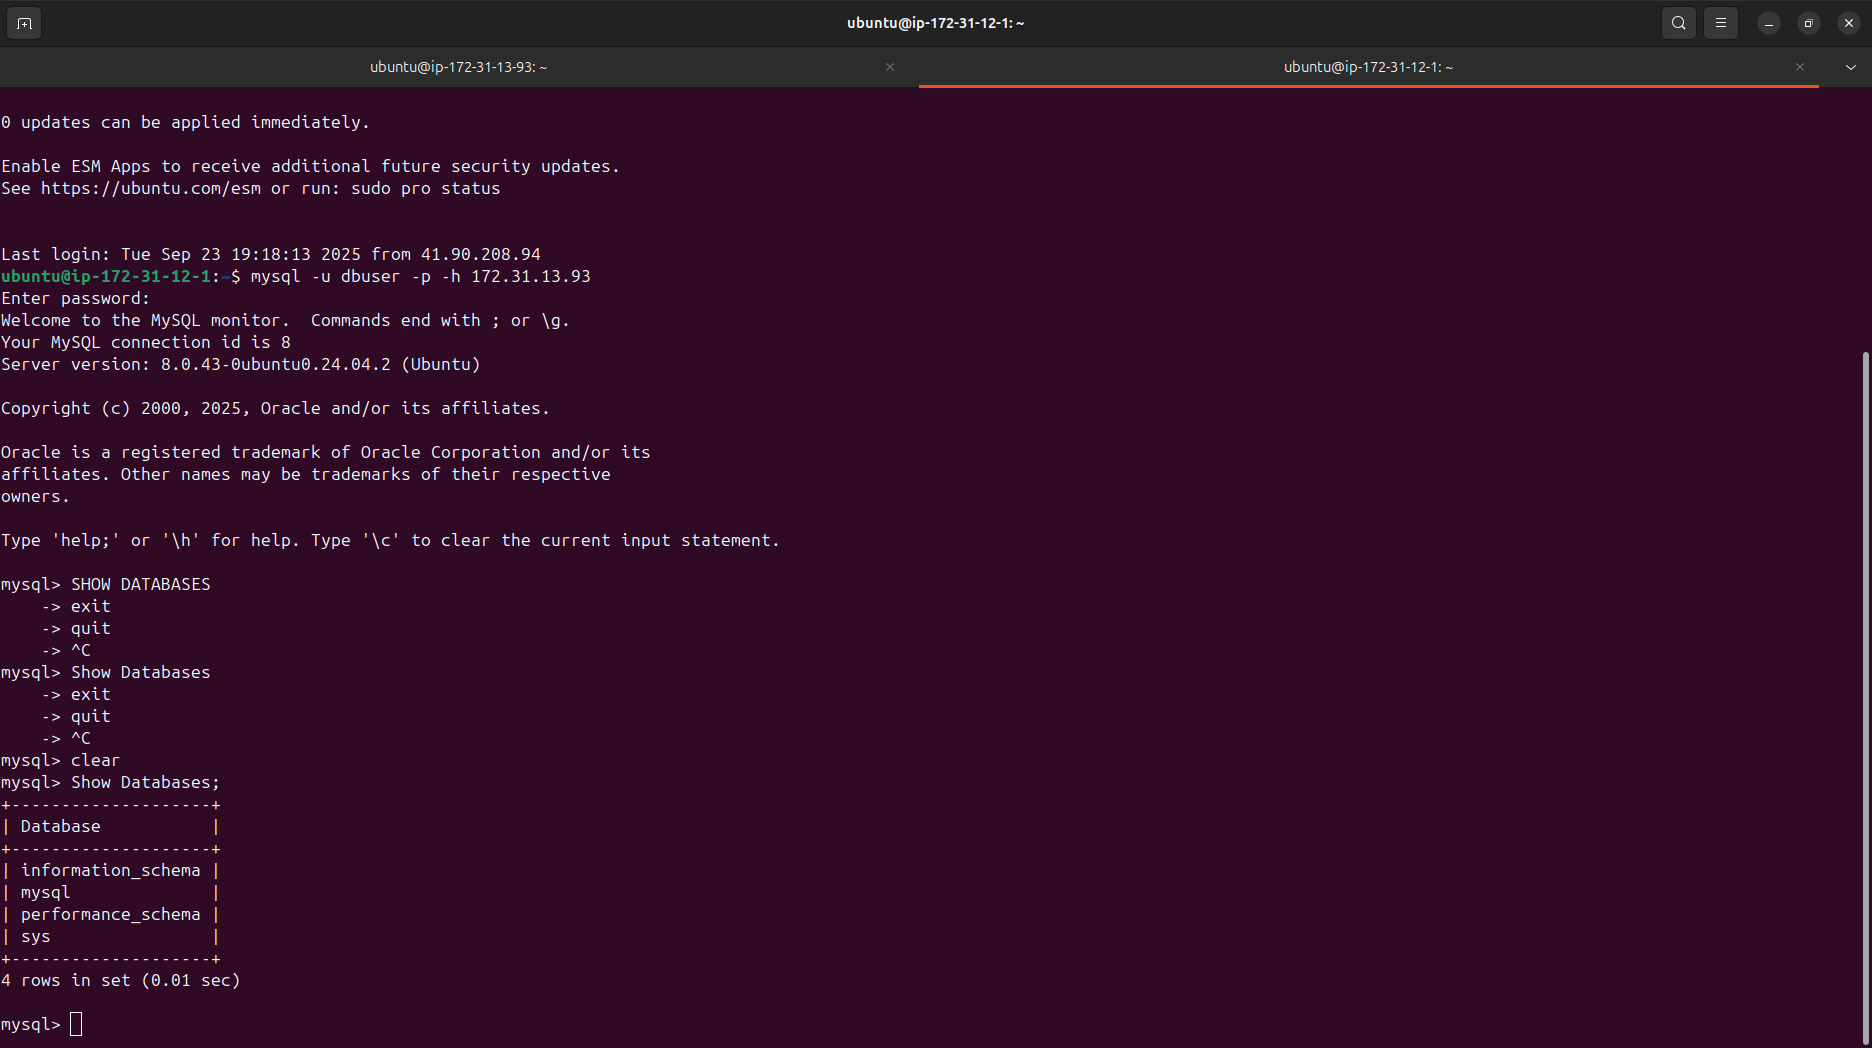 ubuntu@ip-172-31-12-1: ~
ubuntu@ip-172-31-13-93: ~
ubuntu@ip-172-31-12-1: ~
0 updates can be applied immediately.
Enable ESM Apps to receive additional future security updates.
See https://ubuntu.com/esm or run: sudo pro status
Last login: Tue Sep 23 19:18:13 2025 from 41.90.208.94
ubuntu@ip-172-31-12-1:~$ mysql -u dbuser -p -h 172.31.13.93
Enter password:
Welcome to the MySQL monitor.  Commands end with ; or \g.
Your MySQL connection id is 8
Server version: 8.0.43-0ubuntu0.24.04.2 (Ubuntu)
Copyright (c) 2000, 2025, Oracle and/or its affiliates.
Oracle is a registered trademark of Oracle Corporation and/or its
affiliates. Other names may be trademarks of their respective
owners.
Type 'help;' or '\h' for help. Type '\c' to clear the current input statement.
mysql> SHOW DATABASES
    -> exit
    -> quit
    -> ^C
mysql> Show Databases
    -> exit
    -> quit
    -> ^C
mysql> clear
mysql> Show Databases;
+--------------------+
| Database           |
+--------------------+
| information_schema |
| mysql              |
| performance_schema |
| sys                |
+--------------------+
4 rows in set (0.01 sec)
mysql>